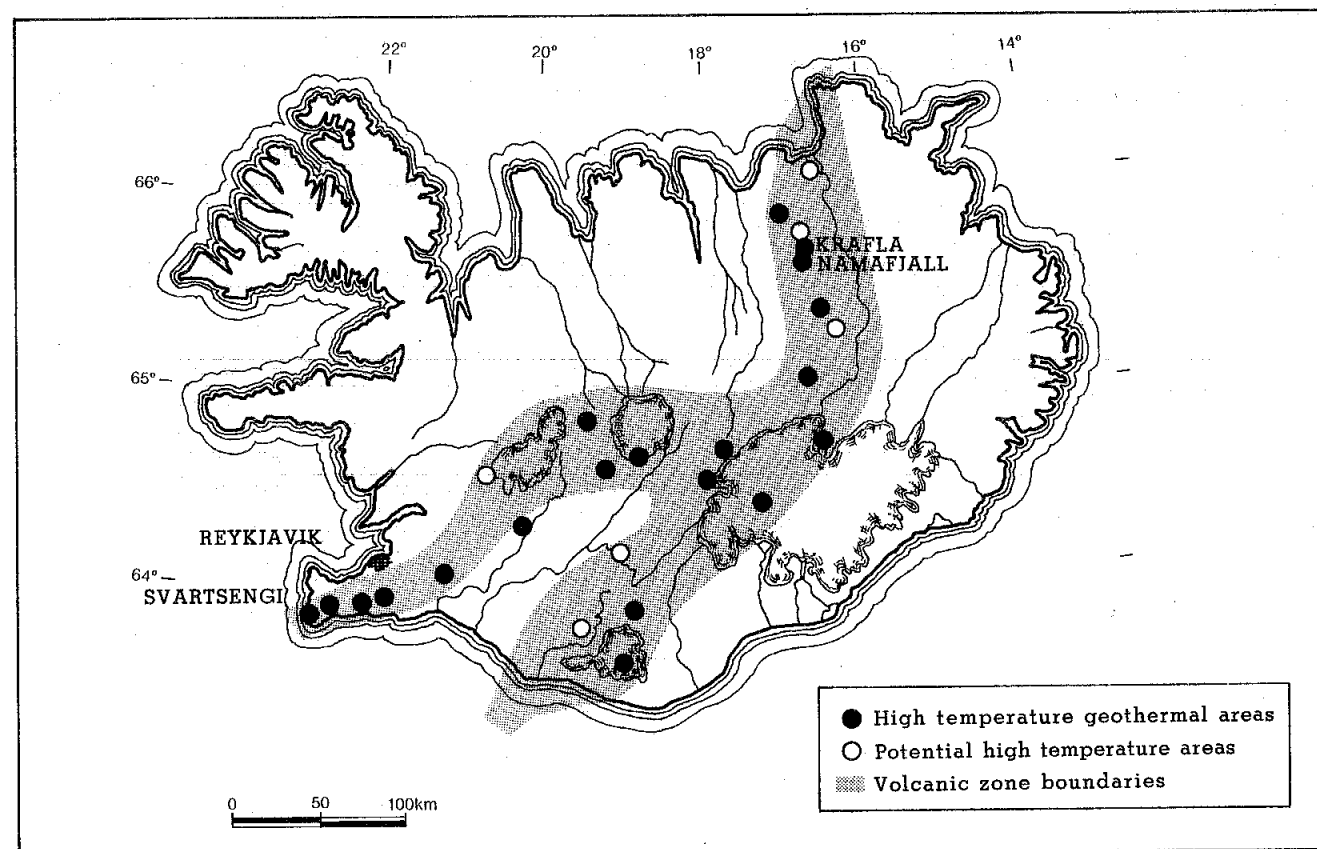 22°
20°
18°
16°
14°
66°
KRAFLA
NAMAFJALL
65°
REYKJAVIK
64°
SVARTSENGI
High temperature geothermal areas
Potential high temperature areas
Volcanic zone boundaries
0 50 100km